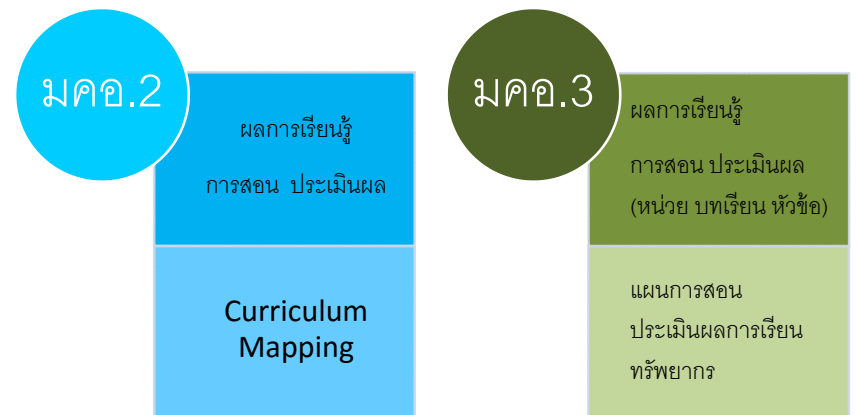 มคอ.2
ผลการเรียนรู้
การสอน ประเมินผล
Curriculum
Mapping
มคอ.3
ผลการเรียนรู้
การสอน ประเมินผล
(หน่วย บทเรียน หัวข้อ)
แผนการสอน
ประเมินผลการเรียน
ทรัพยากร